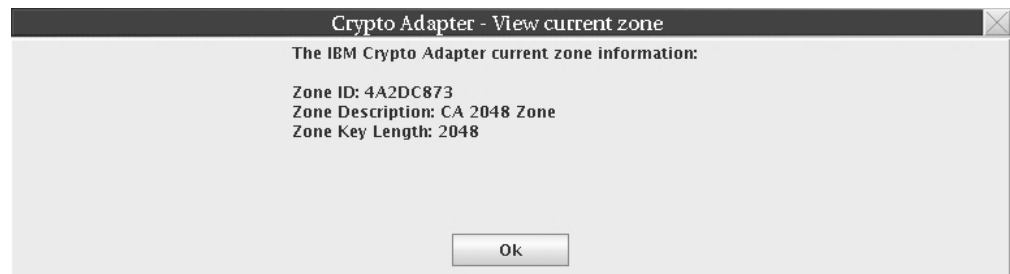 Crypto Adapter - View current zone
The IBM Crypto Adapter current zone information:
Zone ID: 4A2DC873
Zone Description: CA 2048 Zone
Zone Key Length: 2048
Ok